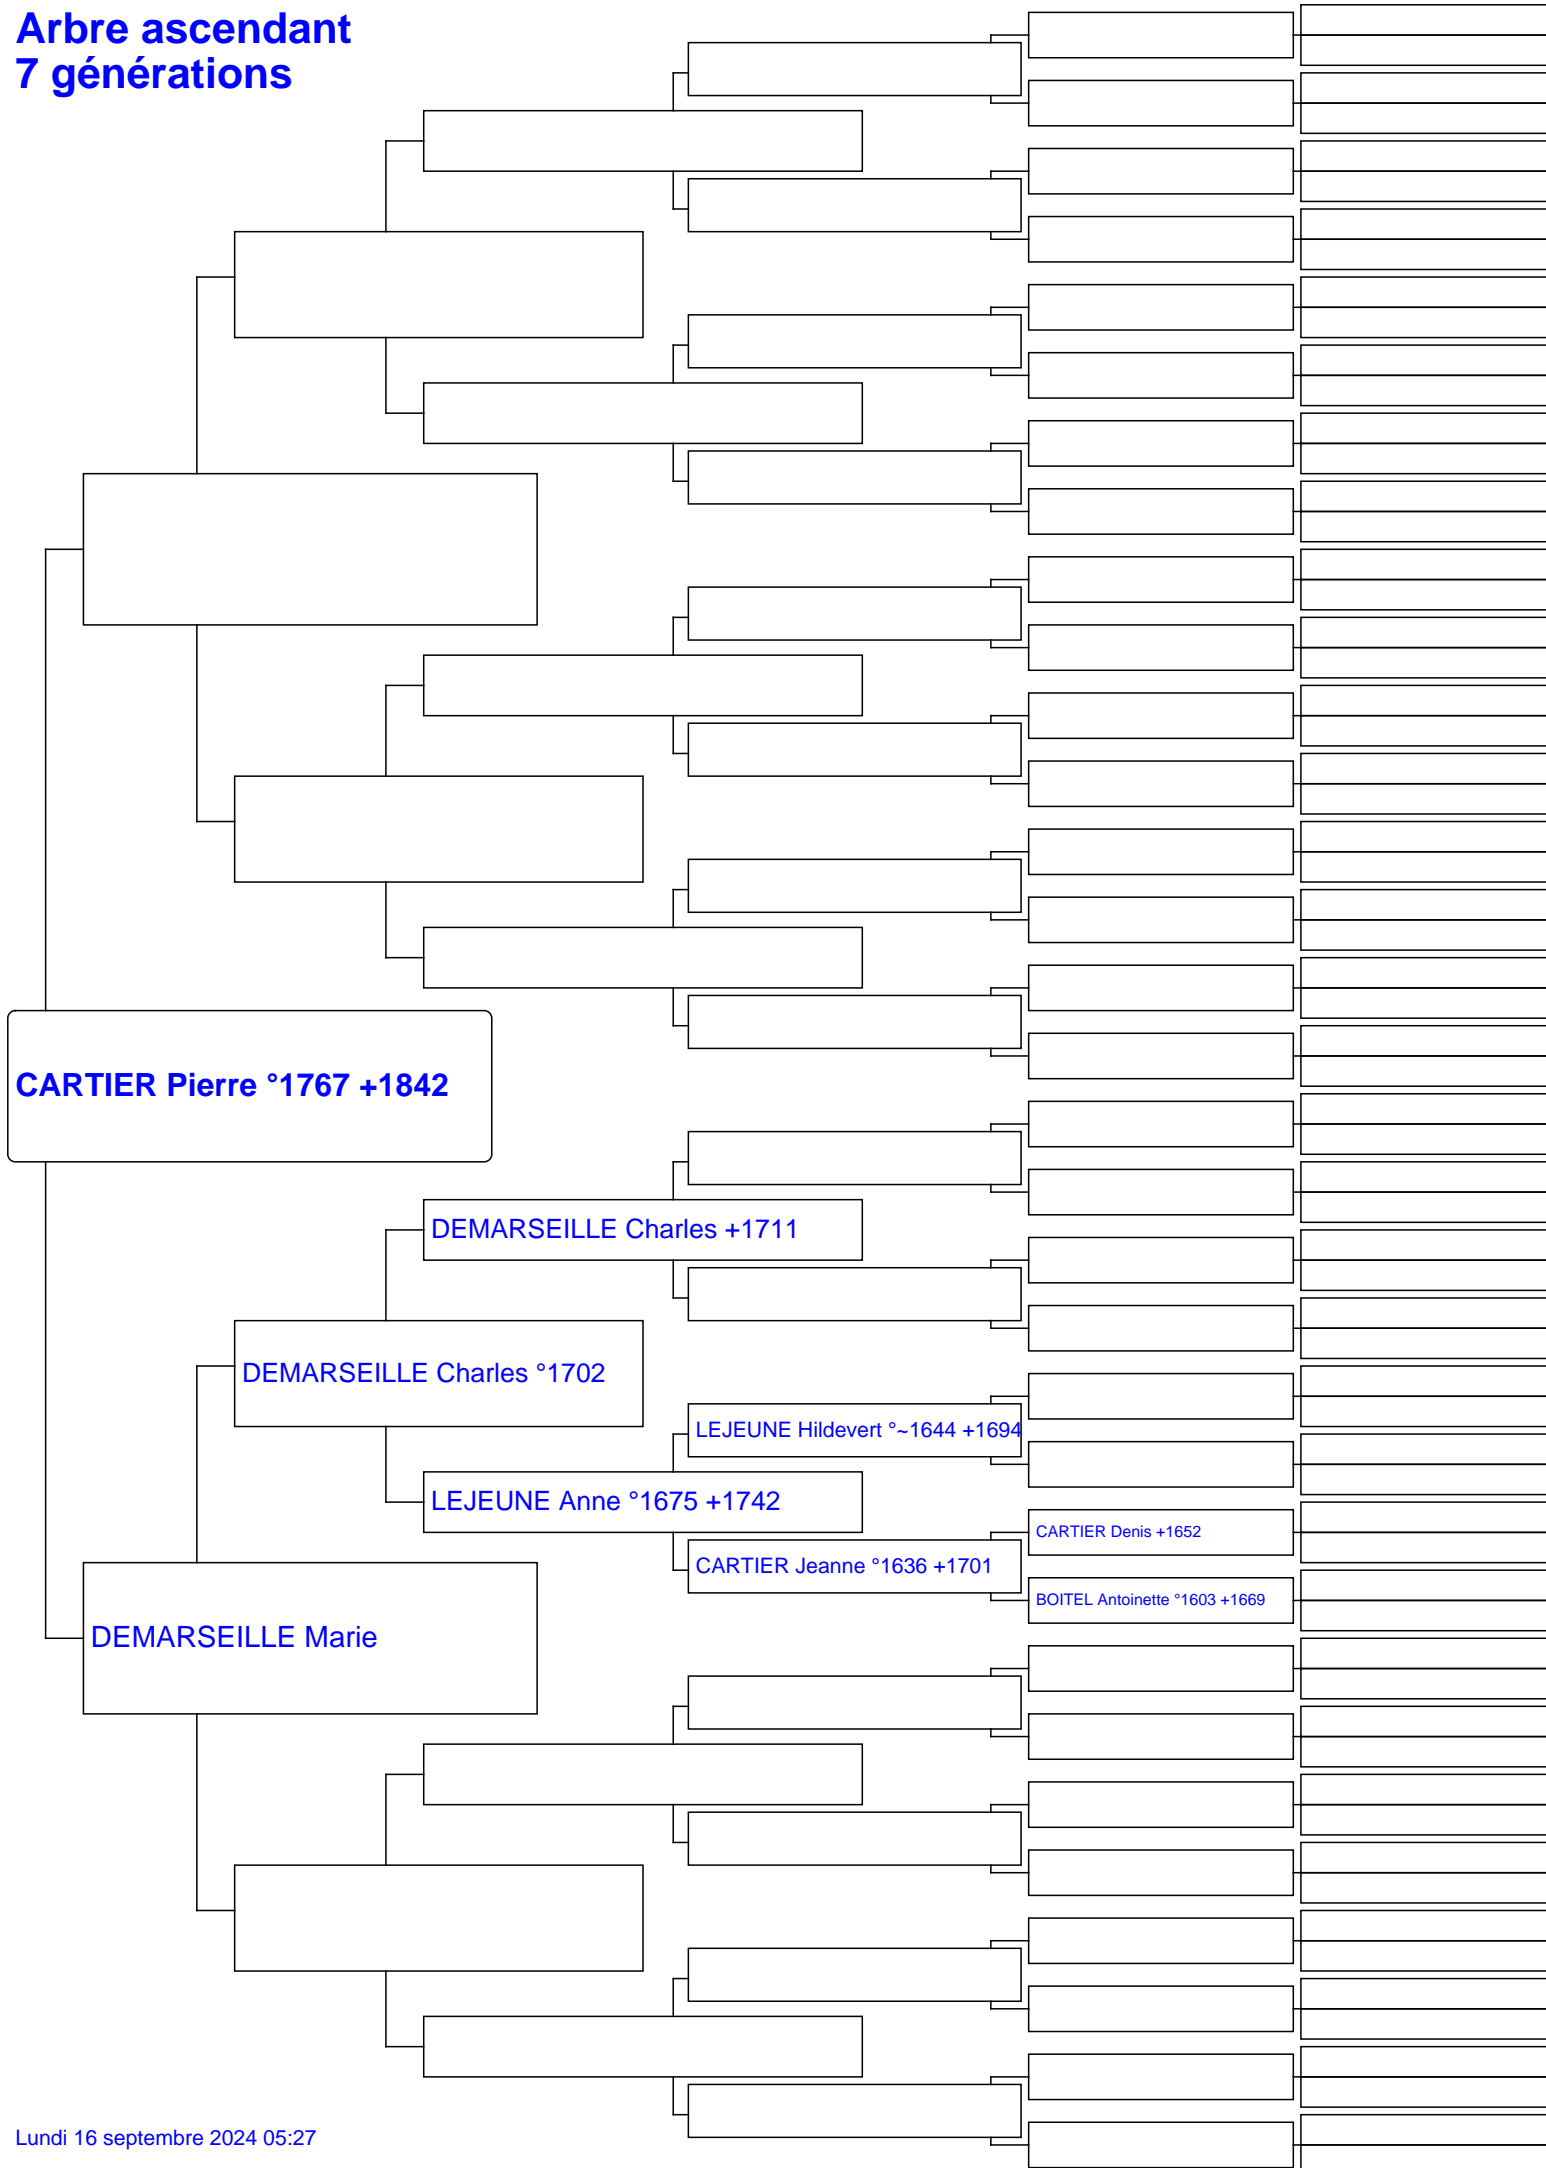 Arbre ascendant
7 générations
CARTIER Pierre °1767 +1842
DEMARSEILLE Charles +1711
DEMARSEILLE Charles °1702
LEJEUNE Hildevert °~1644 +1694
LEJEUNE Anne °1675 +1742
CARTIER Denis +1652
CARTIER Jeanne °1636 +1701
BOITEL Antoinette °1603 +1669
DEMARSEILLE Marie
Lundi 16 septembre 2024 05:27